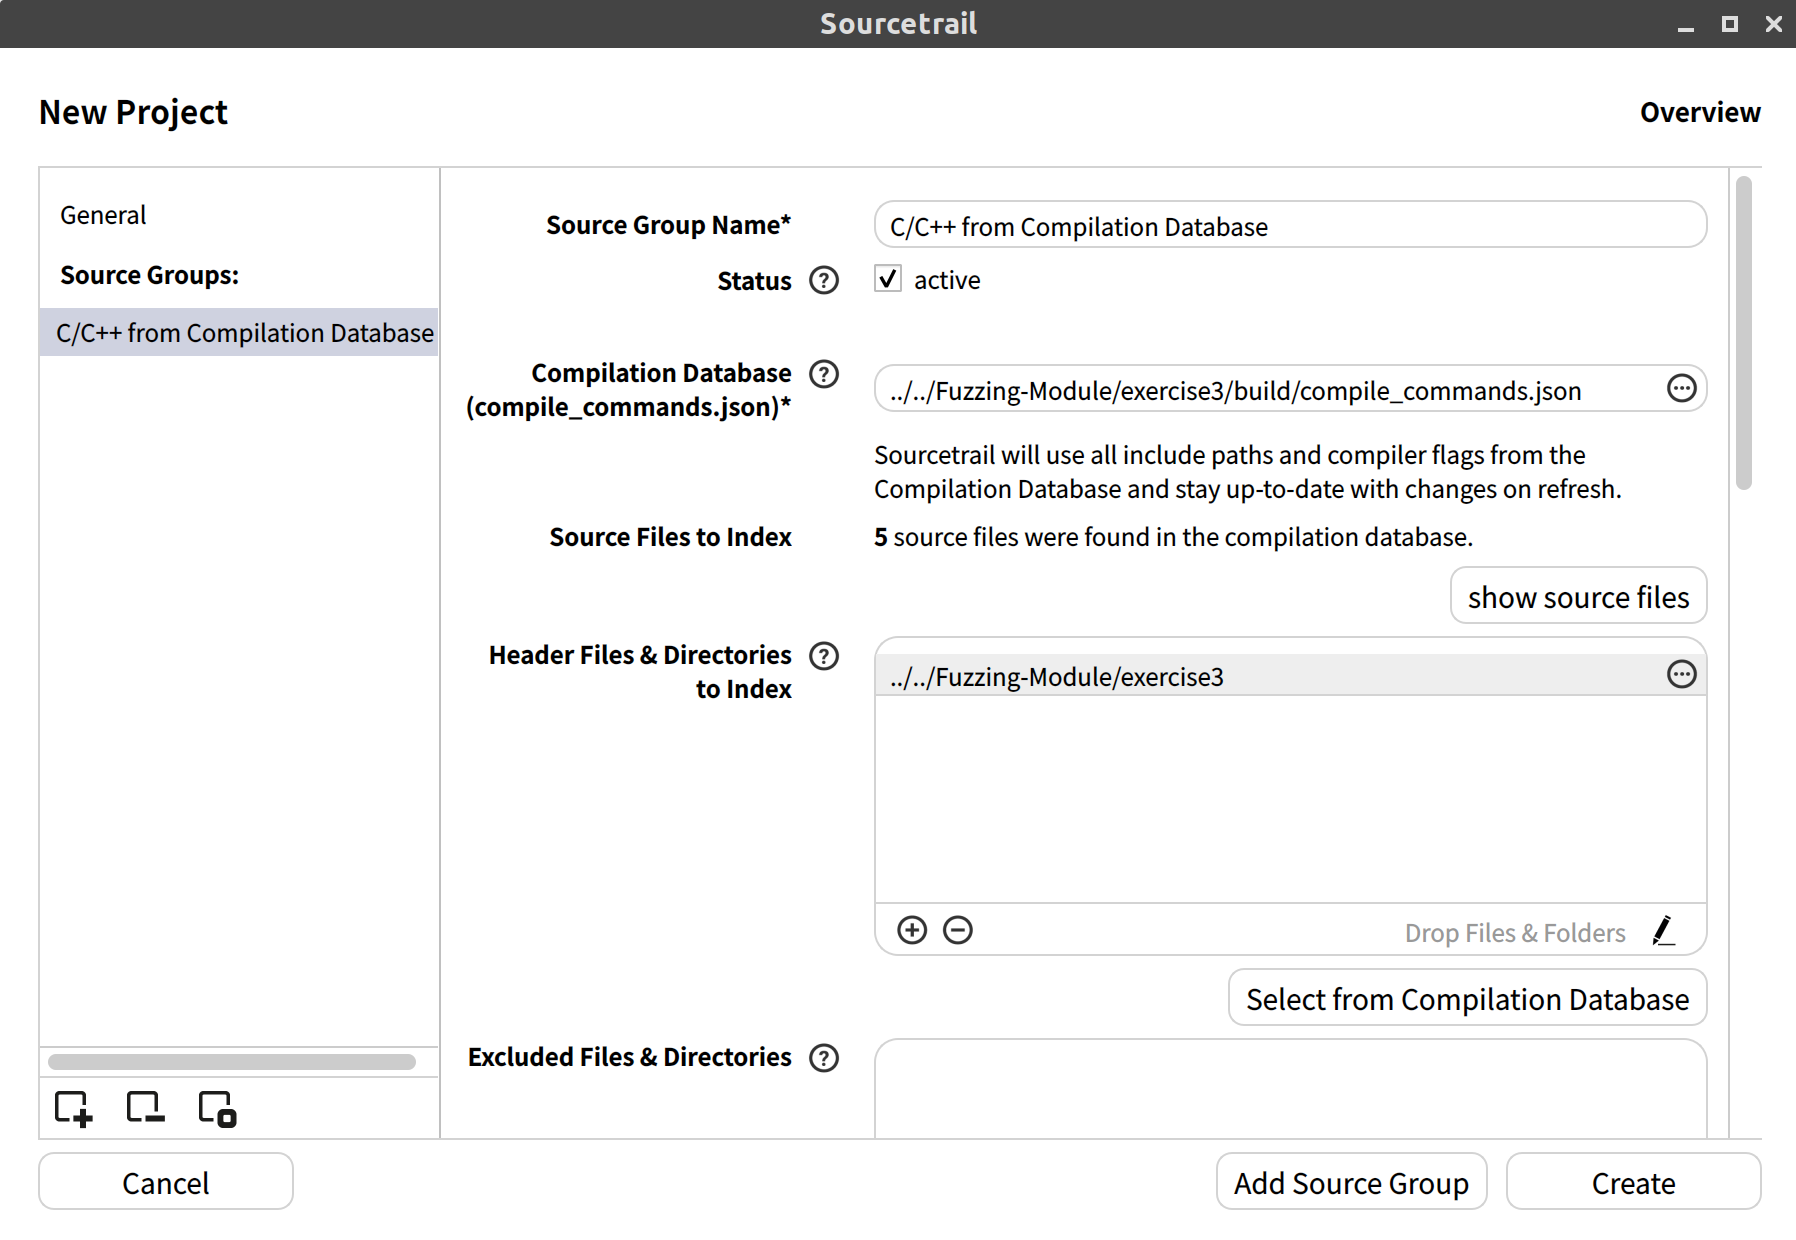 Sourcetrail
New Project
Overview
General
Source Groups:
C/C++ from Compilation Database
Source Group Name*
C/C++ from Compilation Database
Status ?
active
Compilation Database ?
(compile_commands.json)*
../../Fuzzing-Module/exercise3/build/compile_commands.json
Sourcetrail will use all include paths and compiler flags from the
Compilation Database and stay up-to-date with changes on refresh.
Source Files to Index
5 source files were found in the compilation database.
show source files
Header Files & Directories ?
to Index
../../Fuzzing-Module/exercise3
Drop Files & Folders
Select from Compilation Database
Excluded Files & Directories ?
Cancel
Add Source Group
Create